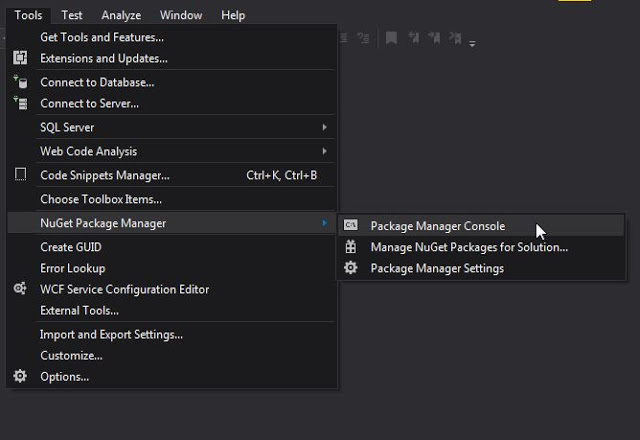 Tools Test Analyze Window Help
Get Tools and Features...
Extensions and Updates...
Connect to Database...
Connect to Server...
SQL Server
Web Code Analysis
Code Snippets Manager... Ctrl+K, Ctrl+B
Choose Toolbox Items...
NuGet Package Manager
Package Manager Console
Manage NuGet Packages for Solution...
Package Manager Settings
Create GUID
Error Lookup
WCF Service Configuration Editor
External Tools...
Import and Export Settings...
Customize...
Options...